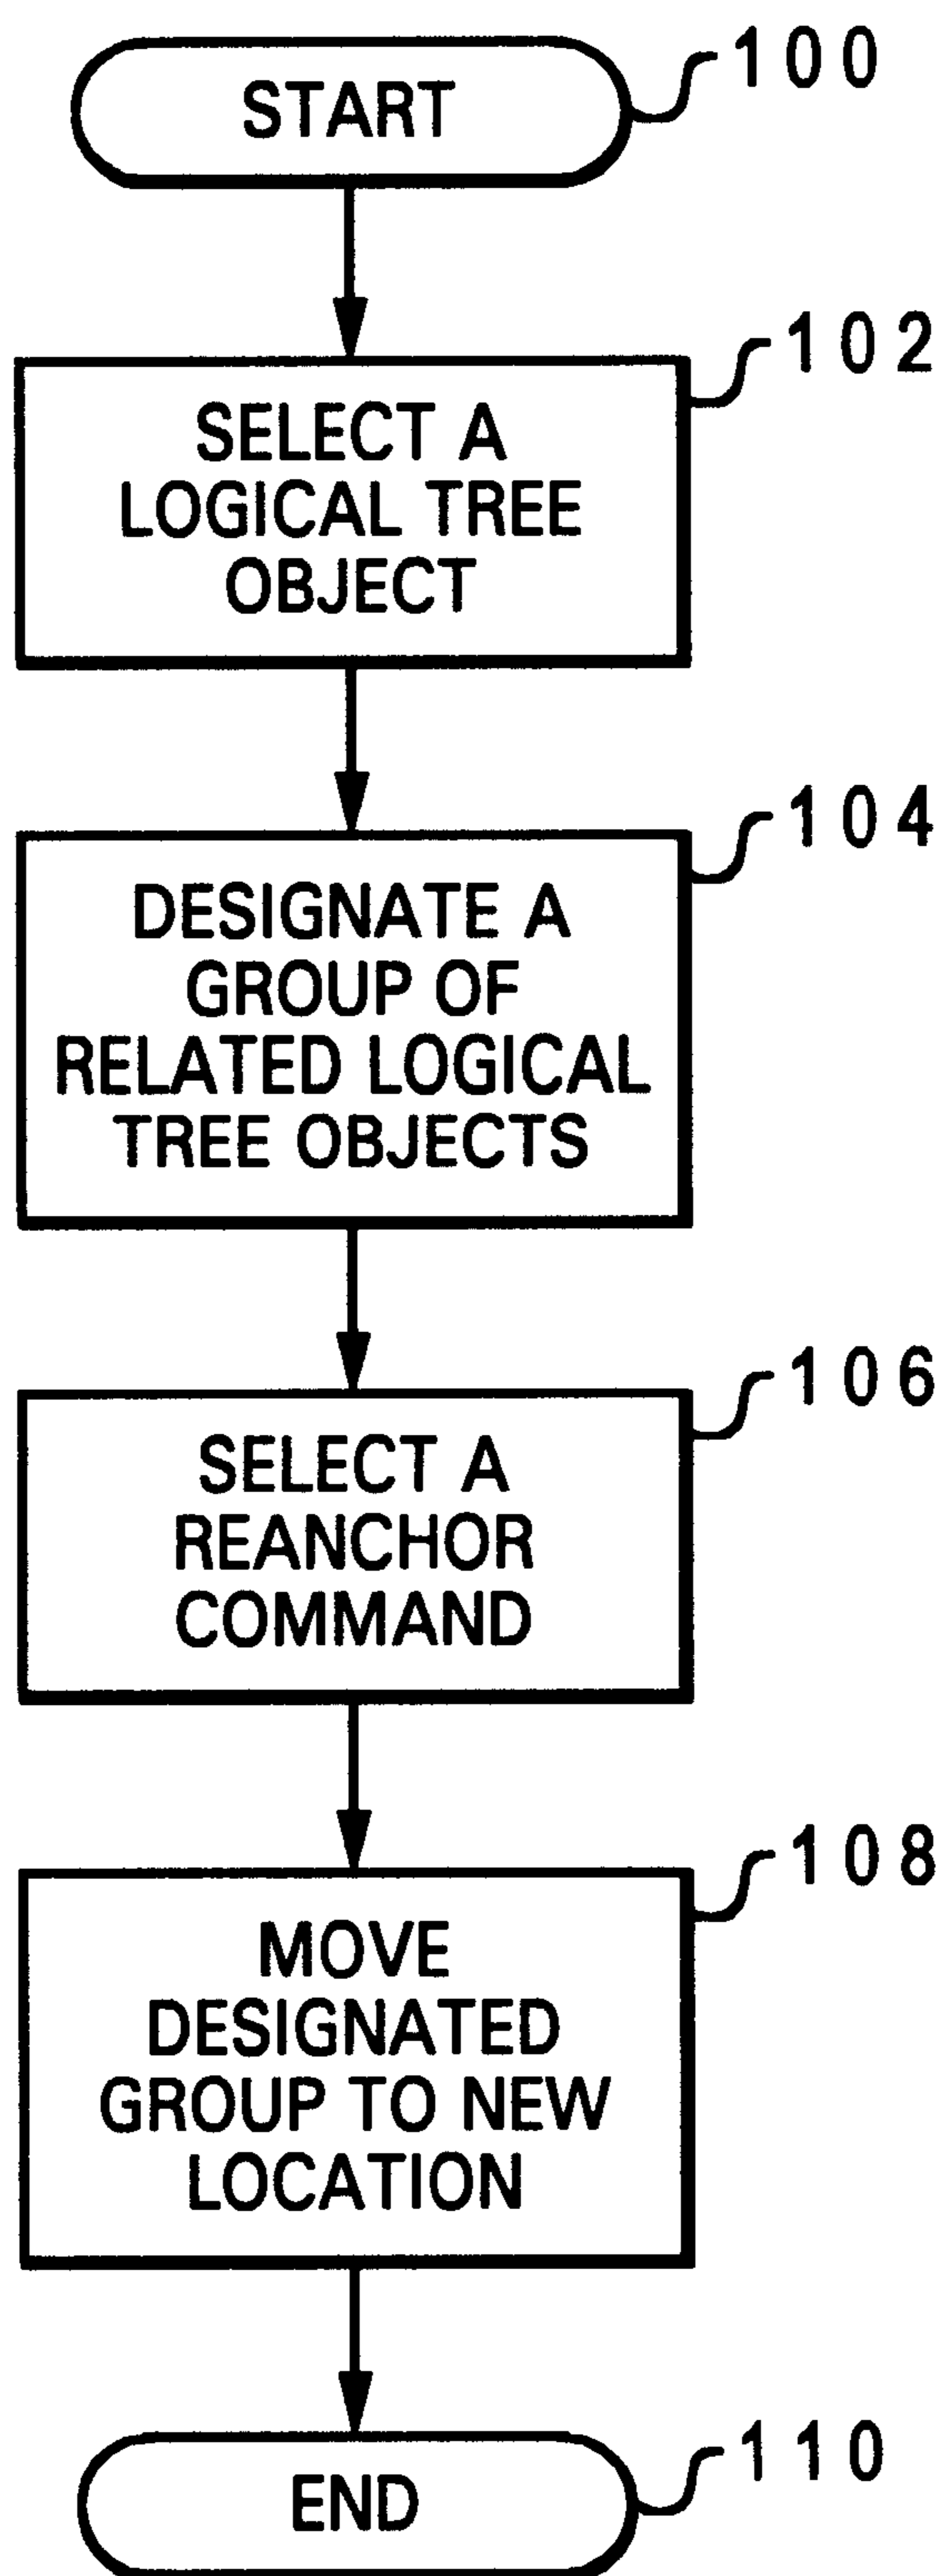 START
100
102
SELECT A
LOGICAL TREE
OBJECT
104
DESIGNATE A
GROUP OF
RELATED LOGICAL
TREE OBJECTS
106
SELECT A
REANCHOR
COMMAND
108
MOVE
DESIGNATED
GROUP TO NEW
LOCATION
110
END